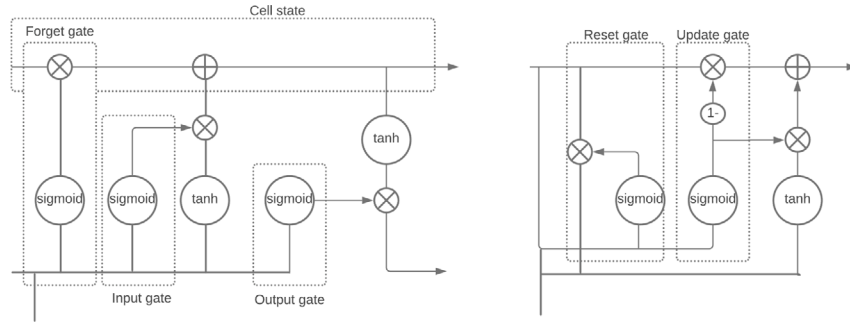 Cell state
Forget gate
tanh
sigmoid
sigmoid
tanh
sigmoid
Input gate
Output gate
Reset gate
Update gate
1-
sigmoid
sigmoid
tanh